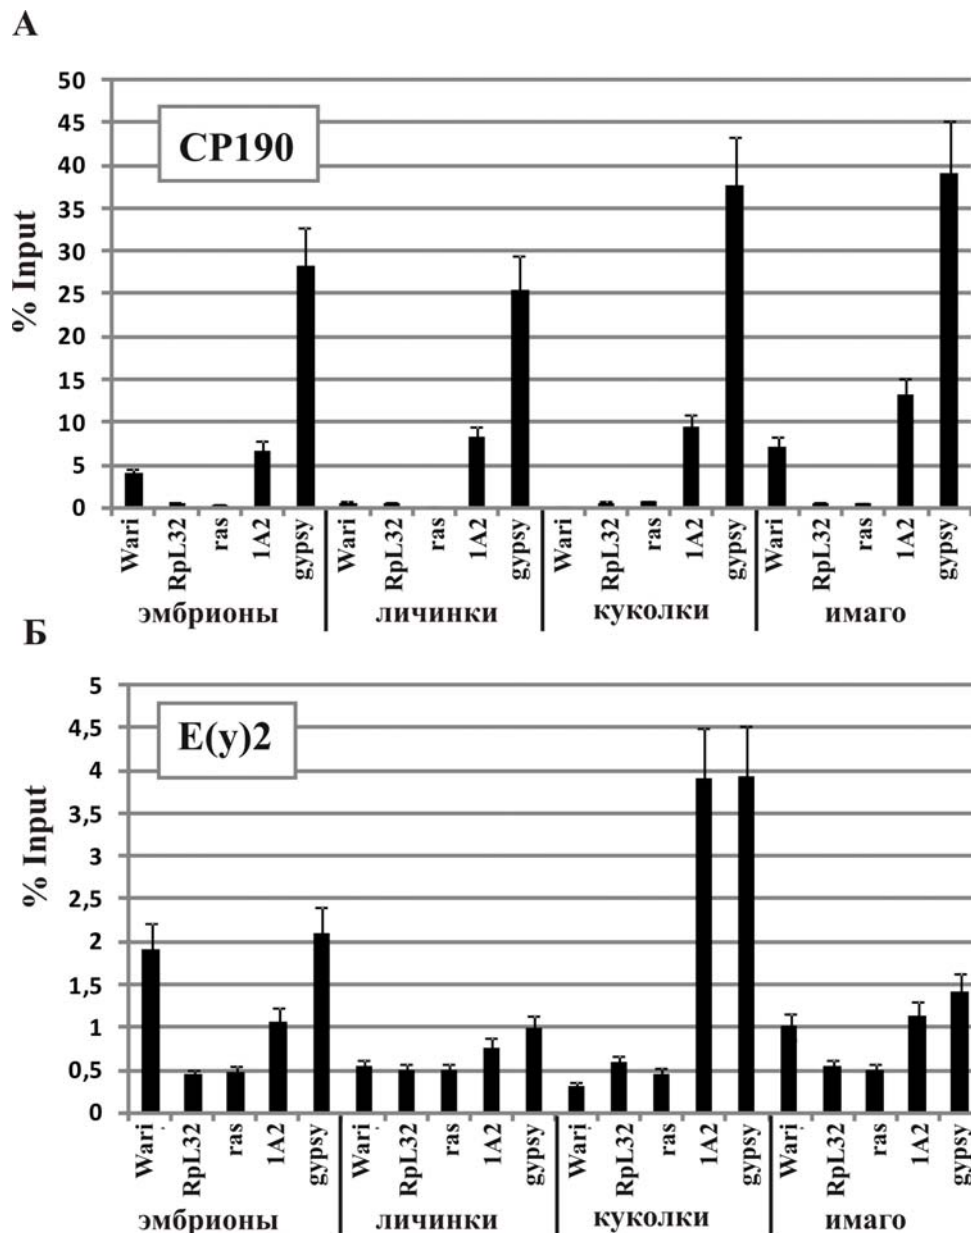 А
50
45
40
35
30
25
20
15
10
5
0
% Input
CP190
Wari RpL32 ras 1A2 gypsy Wari RpL32 ras 1A2 gypsy Wari RpL32 ras 1A2 gypsy Wari RpL32 ras 1A2 gypsy
эмбрионы личинки куколки имаго
Б
5
4,5
4
3,5
3
2,5
2
1,5
1
0,5
0
% Input
E(y)2
Wari RpL32 ras 1A2 gypsy Wari RpL32 ras 1A2 gypsy Wari RpL32 ras 1A2 gypsy Wari RpL32 ras 1A2 gypsy
эмбрионы личинки куколки имаго